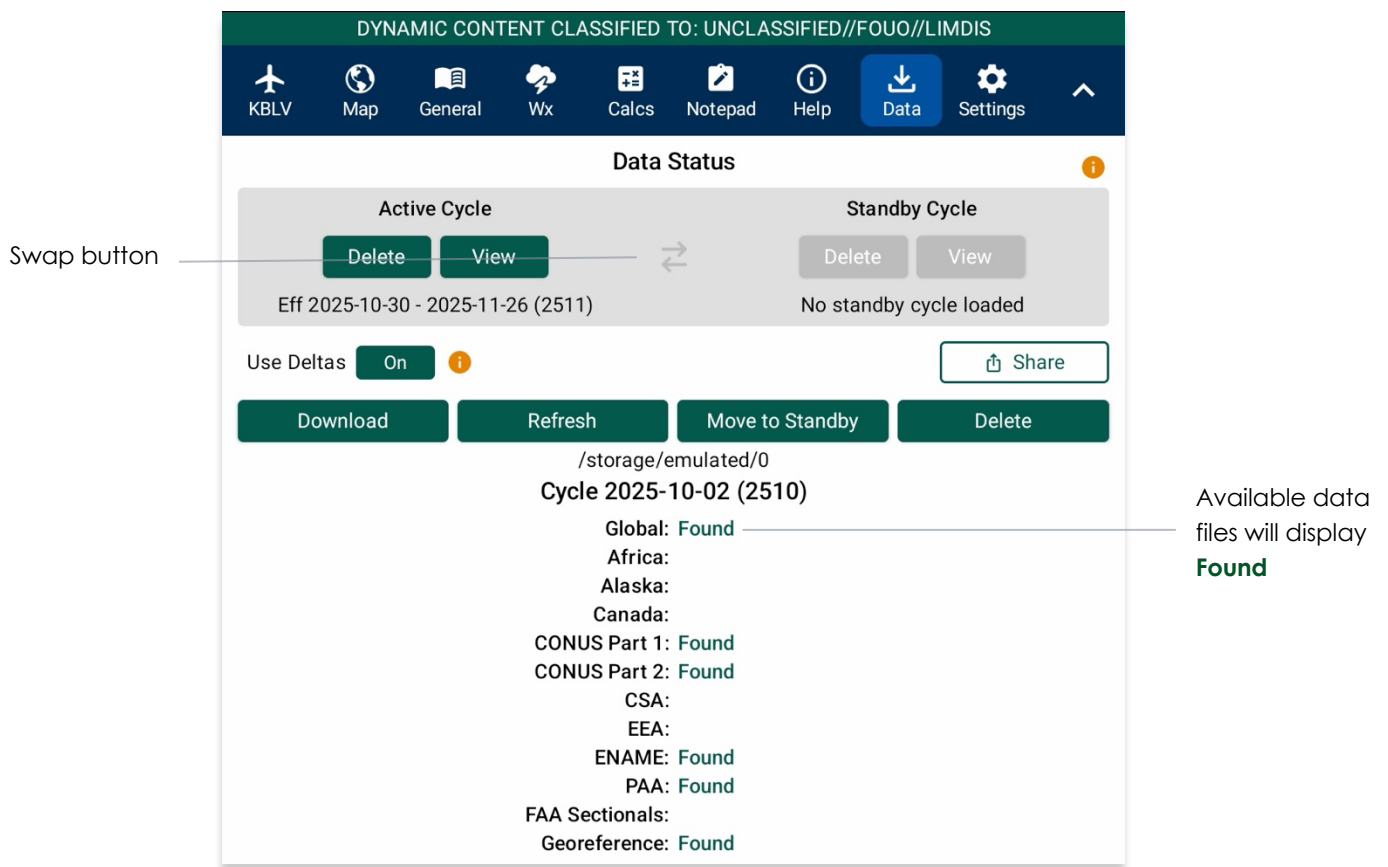 DYNAMIC CONTENT CLASSIFIED TO: UNCLASSIFIED//FOUO//LIMDIS
KBLV Map General Wx Calcs Notepad Help Data Settings
Data Status
Active Cycle Standby Cycle
Swap button
Delete View Delete View
Eff 2025-10-30 - 2025-11-26 (2511) No standby cycle loaded
Use Deltas On Share
Download Refresh Move to Standby Delete
/storage/emulated/0
Cycle 2025-10-02 (2510)
Global: Found
Africa:
Alaska:
Canada:
CONUS Part 1: Found
CONUS Part 2: Found
CSA:
EEA:
ENAME: Found
PAA: Found
FAA Sectionals:
Georeference: Found
Available data
files will display
Found